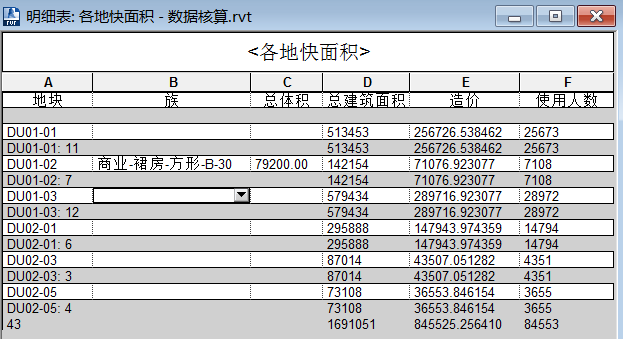 明细表: 各地快面积 - 数据核算.rvt
<各地快面积>
A B C D E F
地块 族 总体积 总建筑面积 造价 使用人数
DU01-01 513453 256726.538462 25673
DU01-01: 11 513453 256726.538462 25673
DU01-02 商业-裙房-方形-B-30 79200.00 142154 71076.923077 7108
DU01-02: 7 142154 71076.923077 7108
DU01-03 579434 289716.923077 28972
DU01-03: 12 579434 289716.923077 28972
DU02-01 295888 147943.974359 14794
DU02-01: 6 295888 147943.974359 14794
DU02-03 87014 43507.051282 4351
DU02-03: 3 87014 43507.051282 4351
DU02-05 73108 36553.846154 3655
DU02-05: 4 73108 36553.846154 3655
43 1691051 845525.256410 84553